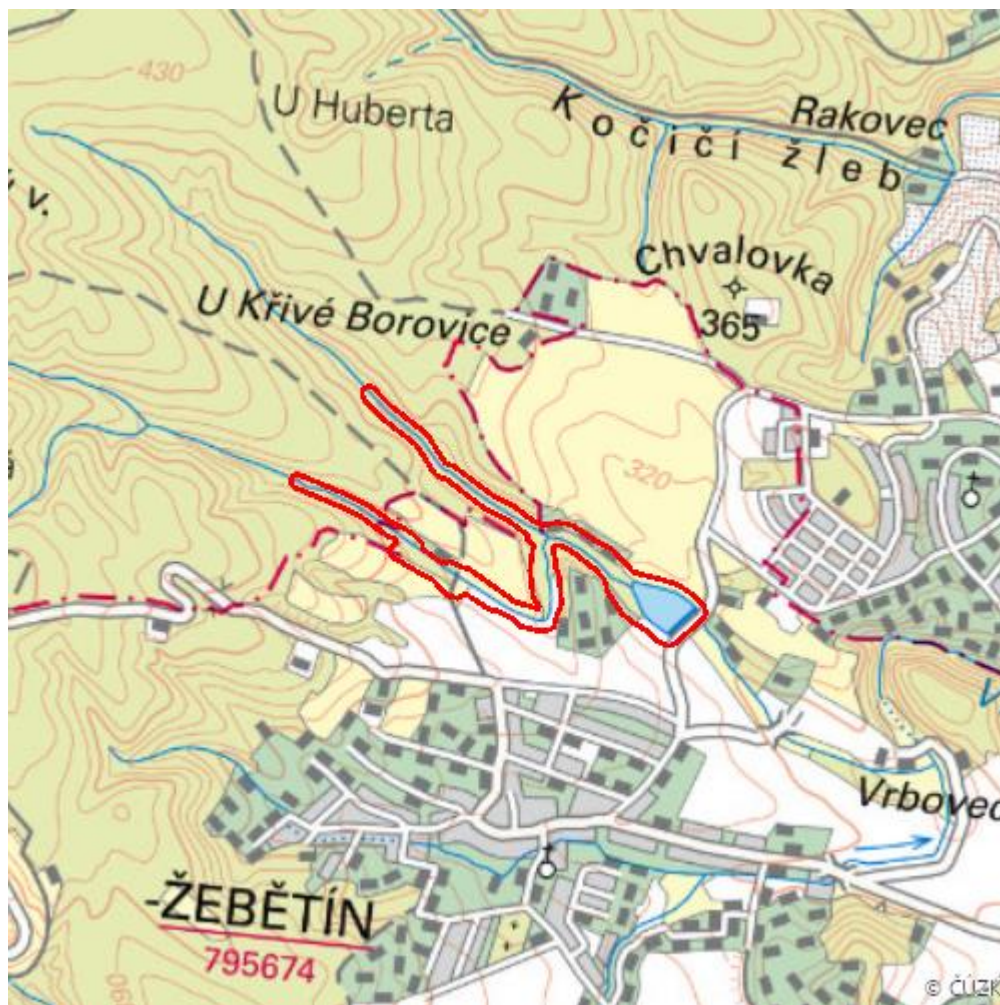 430
U Huberta
Kočičí žleb
Rakovec
v.
Chvalovka
365
U Křivé Borovice
320
Vrbovec
-ŽEBĚTÍN
795674
© ČÚZK